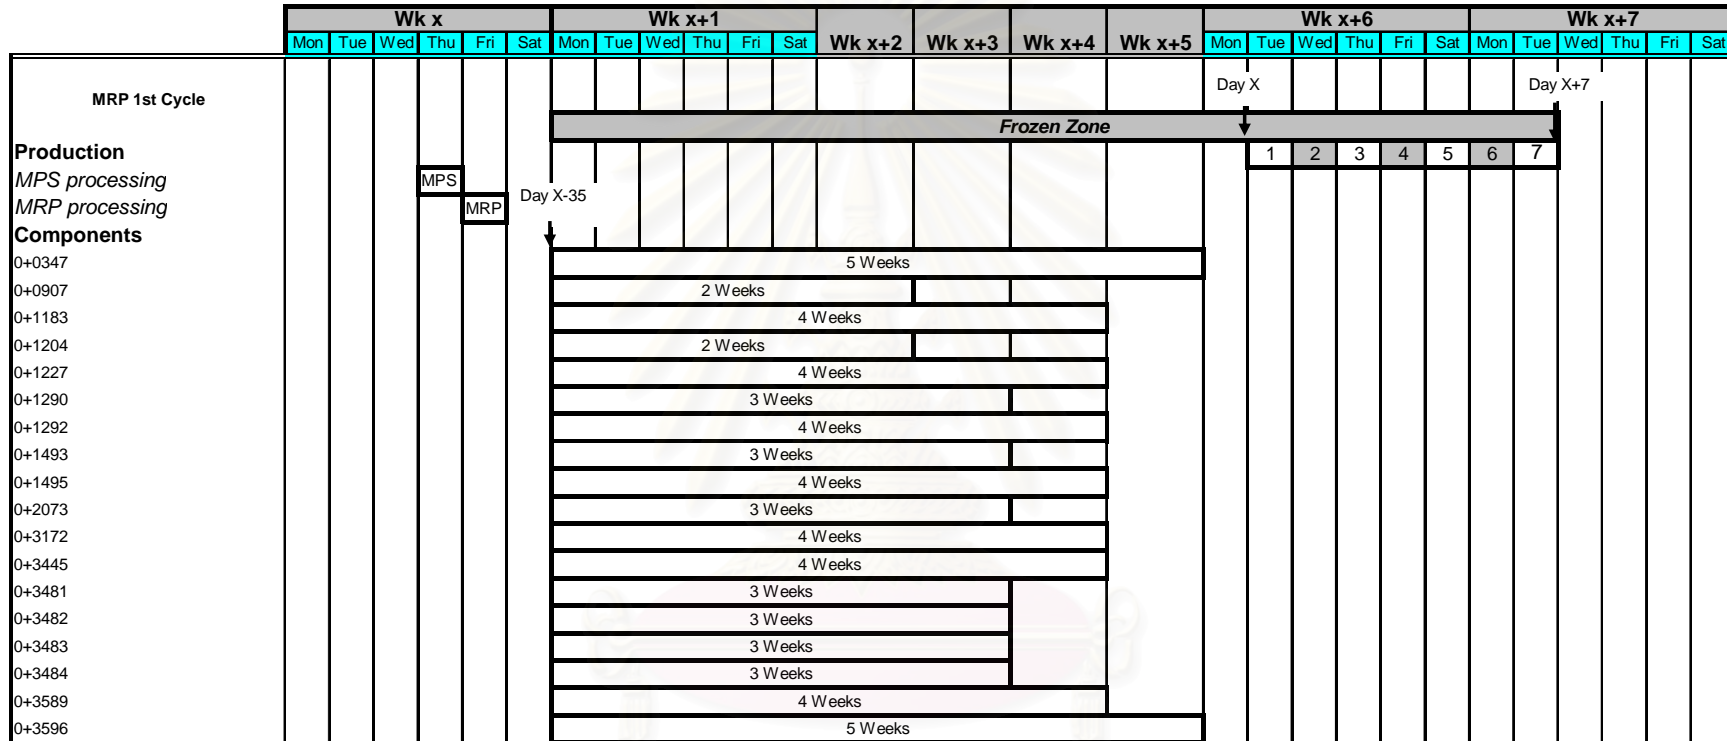 Wk x Wk x+1 Wk x+6 Wk x+7
Mon Tue Wed Thu Fri Sat Mon Tue Wed Thu Fri Sat Wk x+2 Wk x+3 Wk x+4 Wk x+5 Mon Tue Wed Thu Fri Sat Mon Tue Wed Thu Fri Sat
Day X Day X+7
MRP 1st Cycle
Frozen Zone
Production 1 2 3 4 5 6 7
MPS processing MPS
Day X-35
MRP processing MRP
Components
0+0347 5 Weeks
0+0907 2 Weeks
0+1183 4 Weeks
0+1204 2 Weeks
0+1227 4 Weeks
0+1290 3 Weeks
0+1292 4 Weeks
0+1493 3 Weeks
0+1495 4 Weeks
0+2073 3 Weeks
0+3172 4 Weeks
0+3445 4 Weeks
0+3481 3 Weeks
0+3482 3 Weeks
0+3483 3 Weeks
0+3484 3 Weeks
0+3589 4 Weeks
0+3596 5 Weeks